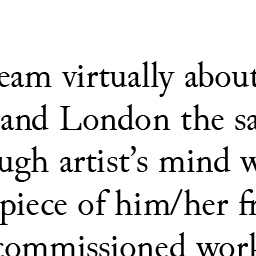 eam virtually about
and London the sa
ugh artist’s mind w
piece of him/her fr
commissioned work